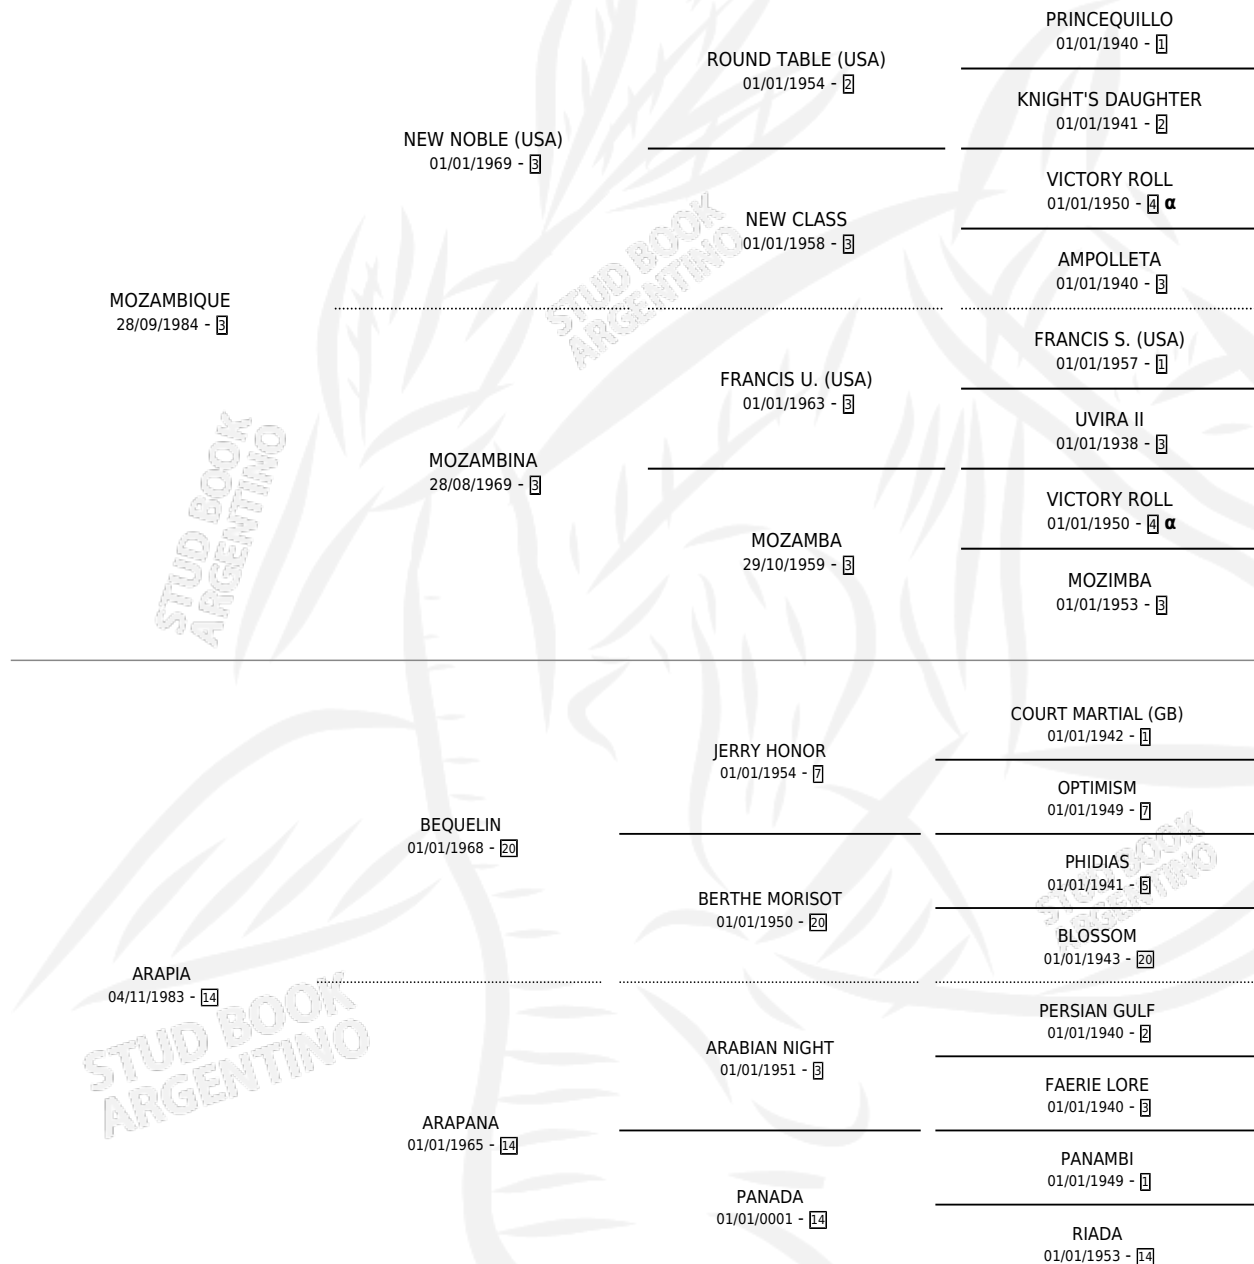 MOZAMBIQUE
28/09/1984 - 3
NEW NOBLE (USA)
01/01/1969 - 3
ROUND TABLE (USA)
01/01/1954 - 2
PRINCEQUILLO
01/01/1940 - 1
KNIGHT'S DAUGHTER
01/01/1941 - 2
NEW CLASS
01/01/1958 - 3
VICTORY ROLL
01/01/1950 - 4 α
AMPOLLETA
01/01/1940 - 3
MOZAMBINA
28/08/1969 - 3
FRANCIS U. (USA)
01/01/1963 - 3
FRANCIS S. (USA)
01/01/1957 - 1
UVIRA II
01/01/1938 - 3
MOZAMBA
29/10/1959 - 3
VICTORY ROLL
01/01/1950 - 4 α
MOZIMBA
01/01/1953 - 3
ARAPIA
04/11/1983 - 14
BEQUELIN
01/01/1968 - 20
JERRY HONOR
01/01/1954 - 7
COURT MARTIAL (GB)
01/01/1942 - 1
OPTIMISM
01/01/1949 - 7
BERTHE MORISOT
01/01/1950 - 20
PHIDIAS
01/01/1941 - 5
BLOSSOM
01/01/1943 - 20
ARAPANA
01/01/1965 - 14
ARABIAN NIGHT
01/01/1951 - 3
PERSIAN GULF
01/01/1940 - 2
FAERIE LORE
01/01/1940 - 3
PANADA
01/01/0001 - 14
PANAMBI
01/01/1949 - 1
RIADA
01/01/1953 - 14
STUD BOOK
ARGENTINO
STUD BOOK
ARGENTINO
STUD BOOK
ARGENTINO
STUD BOOK
ARGENTINO